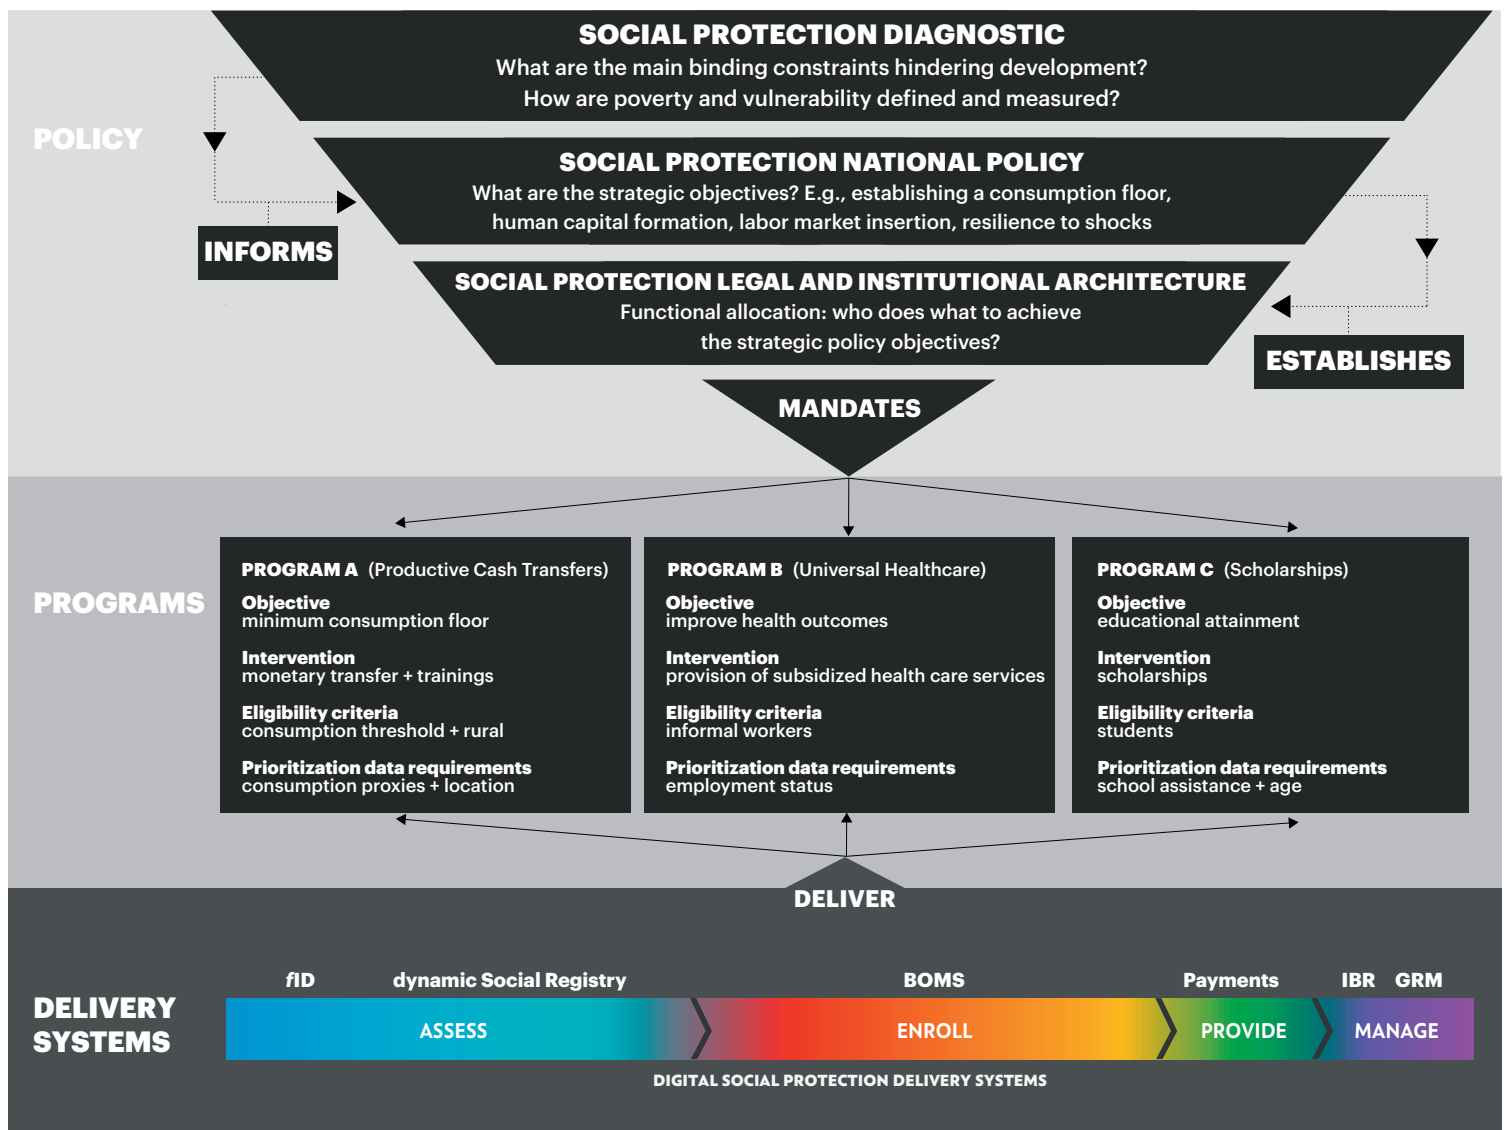 SOCIAL PROTECTION DIAGNOSTIC
What are the main binding constraints hindering development?
How are poverty and vulnerability defined and measured?
POLICY
SOCIAL PROTECTION NATIONAL POLICY
What are the strategic objectives? E.g., establishing a consumption floor,
human capital formation, labor market insertion, resilience to shocks
INFORMS
SOCIAL PROTECTION LEGAL AND INSTITUTIONAL ARCHITECTURE
Functional allocation: who does what to achieve
the strategic policy objectives?
ESTABLISHES
MANDATES
PROGRAMS
PROGRAM A (Productive Cash Transfers)
Objective
minimum consumption floor
Intervention
monetary transfer + trainings
Eligibility criteria
consumption threshold + rural
Prioritization data requirements
consumption proxies + location
PROGRAM B (Universal Healthcare)
Objective
improve health outcomes
Intervention
provision of subsidized health care services
Eligibility criteria
informal workers
Prioritization data requirements
employment status
PROGRAM C (Scholarships)
Objective
educational attainment
Intervention
scholarships
Eligibility criteria
students
Prioritization data requirements
school assistance + age
DELIVER
DELIVERY
SYSTEMS
fID dynamic Social Registry BOMS Payments IBR GRM
ASSESS ENROLL PROVIDE MANAGE
DIGITAL SOCIAL PROTECTION DELIVERY SYSTEMS